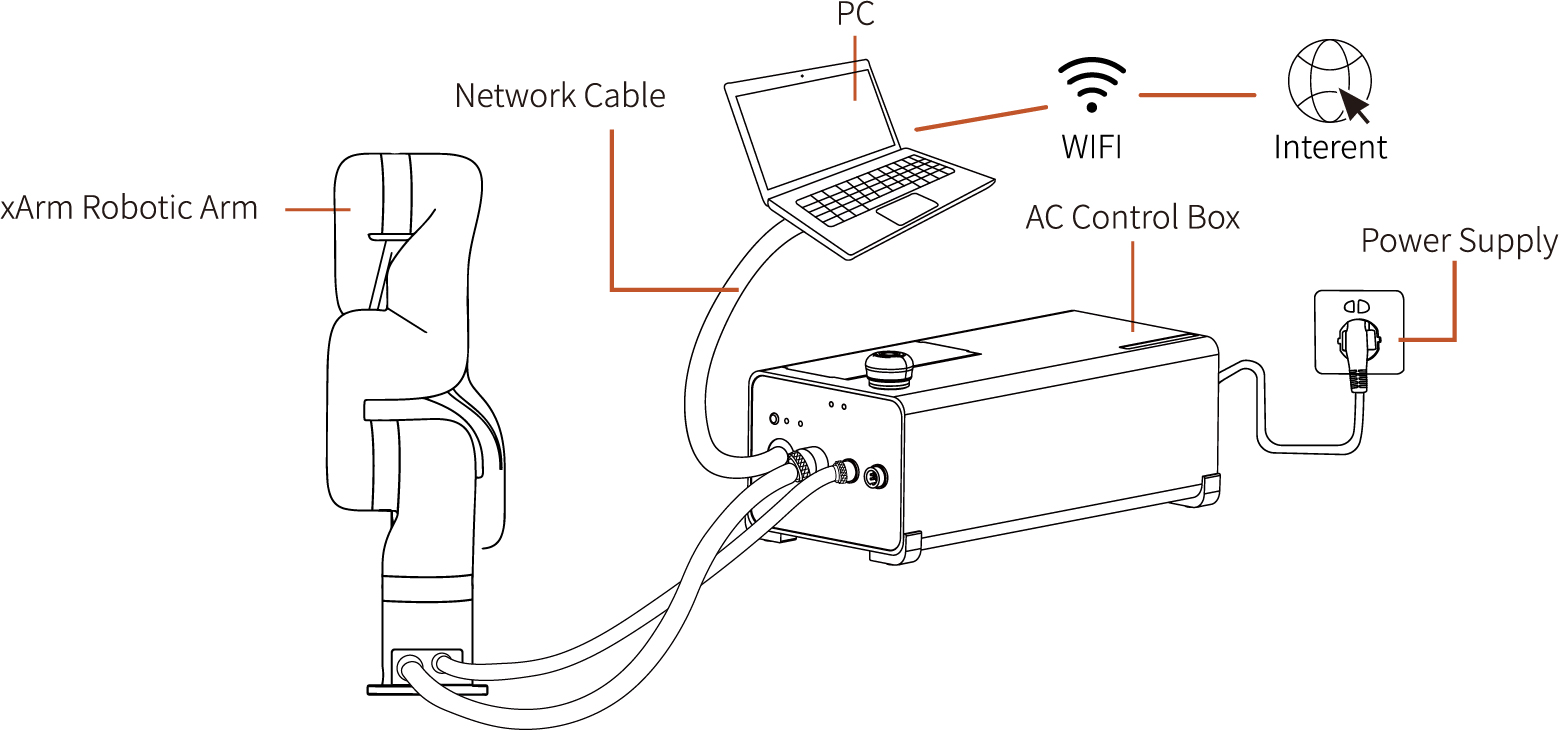 PC
Network Cable
WIFI
Interent
xArm Robotic Arm
AC Control Box
Power Supply